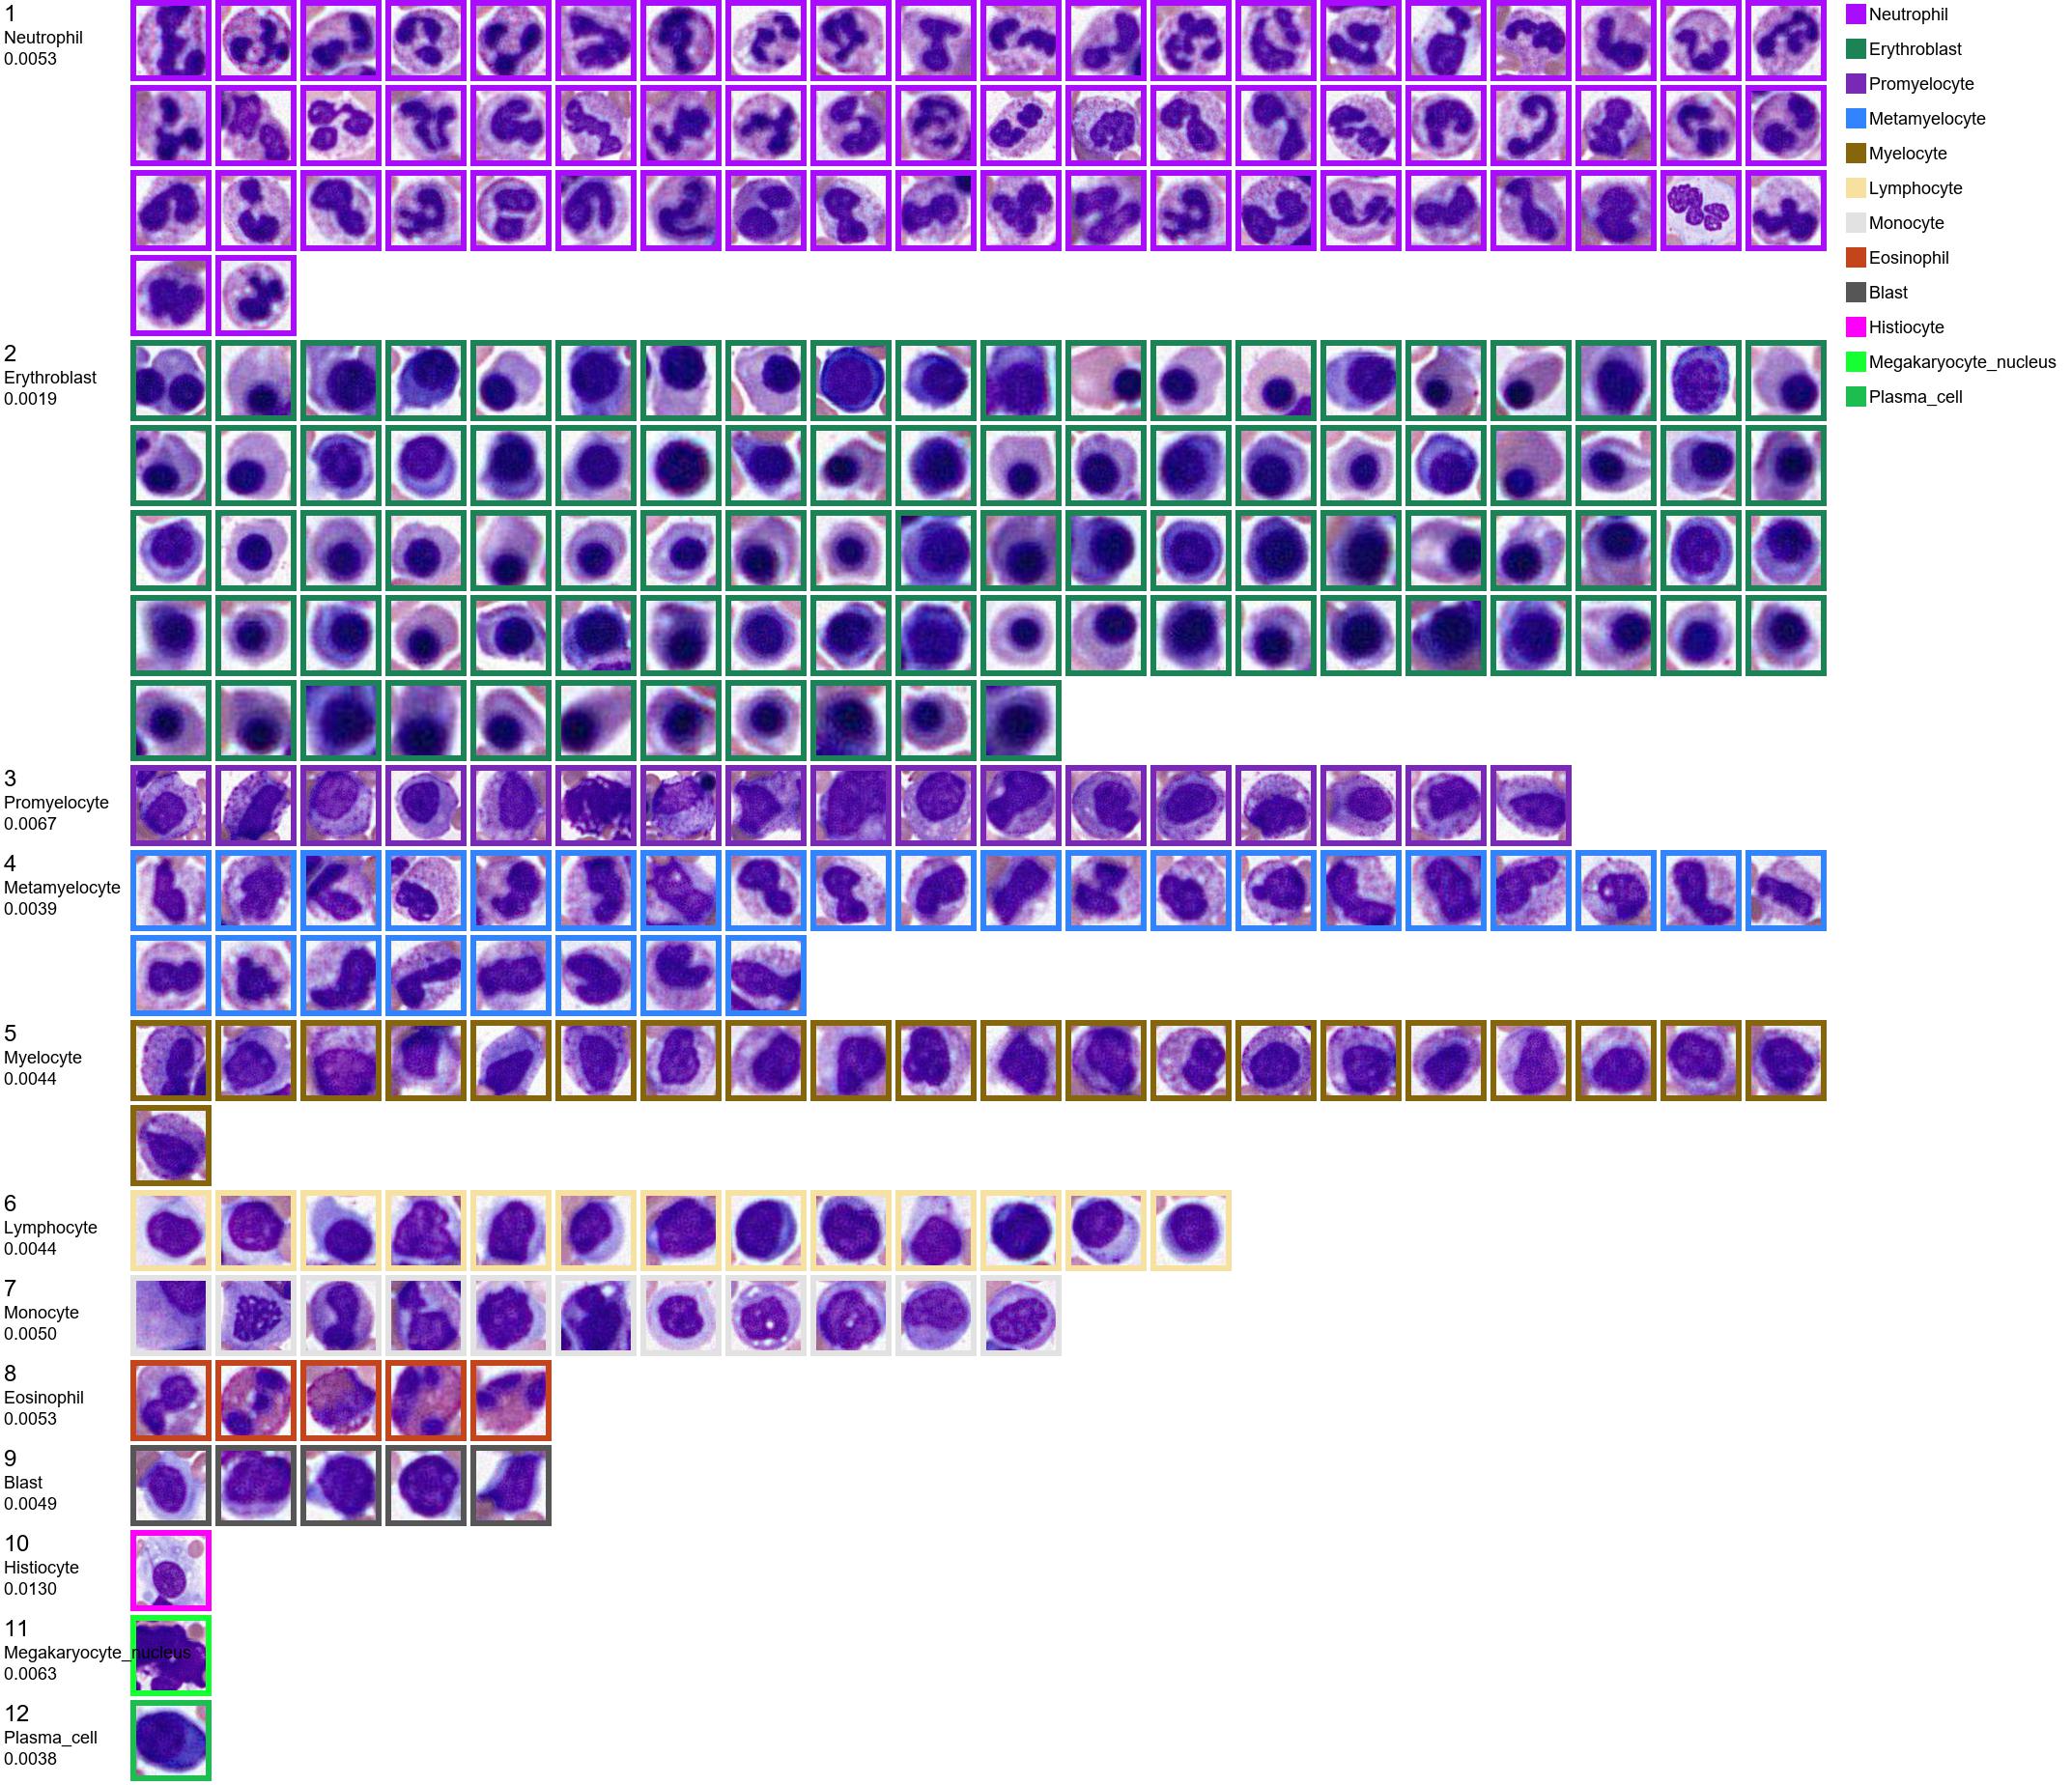 1
Neutrophil
0.0053
2
Erythroblast
0.0019
3
Promyelocyte
0.0067
4
Metamyelocyte
0.0039
5
Myelocyte
0.0044
6
Lymphocyte
0.0044
7
Monocyte
0.0050
8
Eosinophil
0.0053
9
Blast
0.0049
10
Histiocyte
0.0130
11
Megakaryocyte_nucleus
0.0063
12
Plasma_cell
0.0038
Neutrophil
Erythroblast
Promyelocyte
Metamyelocyte
Myelocyte
Lymphocyte
Monocyte
Eosinophil
Blast
Histiocyte
Megakaryocyte_nucleus
Plasma_cell